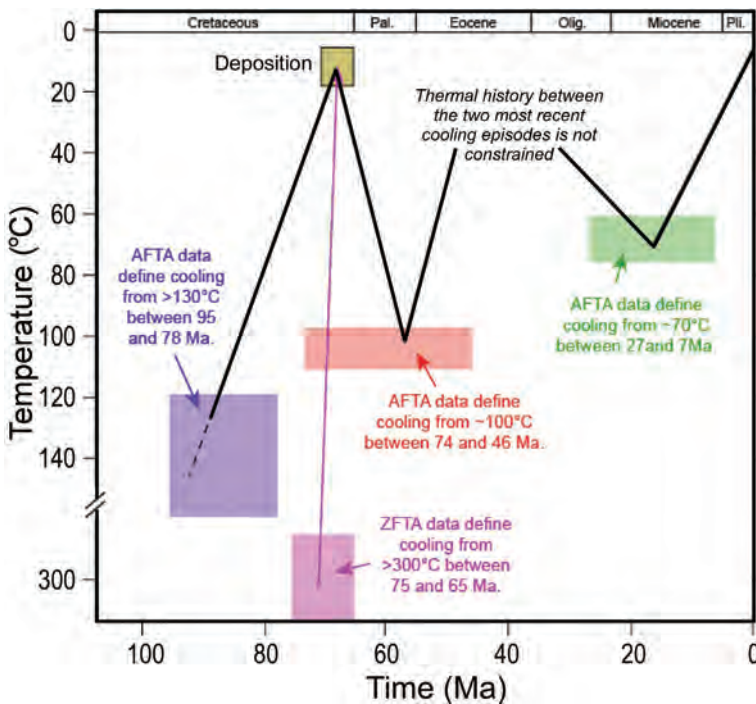 Cretaceous Pal. Eocene Olig. Miocene Pli.
0
20
40
60
80
100
120
140
300
Temperature (°C)
Deposition
Thermal history between
the two most recent
cooling episodes is not
constrained
AFTA data
define cooling
from >130°C
between 95
and 78 Ma.
AFTA data define
cooling from ~70°C
between 27and 7Ma
AFTA data define
cooling from ~100°C
between 74 and 46 Ma.
ZFTA data define
cooling from
>300°C between
75 and 65 Ma.
100 80 60 40 20 0
Time (Ma)